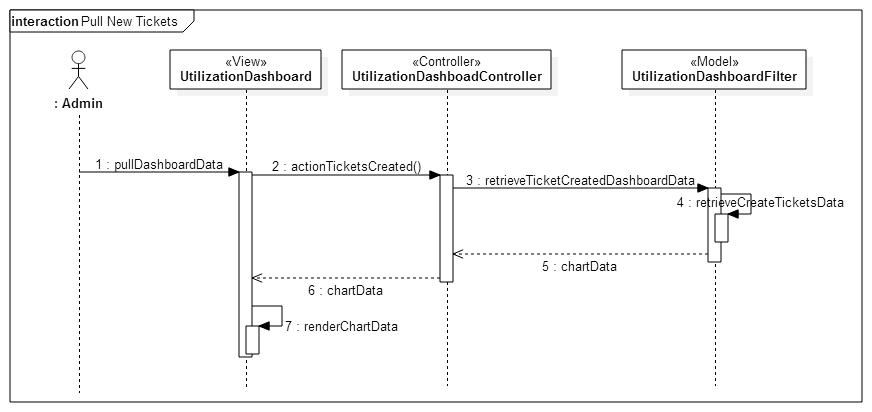 interaction Pull New Tickets
«View»
UtilizationDashboard
«Controller»
UtilizationDashboadController
«Model»
UtilizationDashboardFilter
: Admin
1 : pullDashboardData
2 : actionTicketsCreated()
3 : retrieveTicketCreatedDashboardData
4 : retrieveCreateTicketsData
5 : chartData
6 : chartData
7 : renderChartData